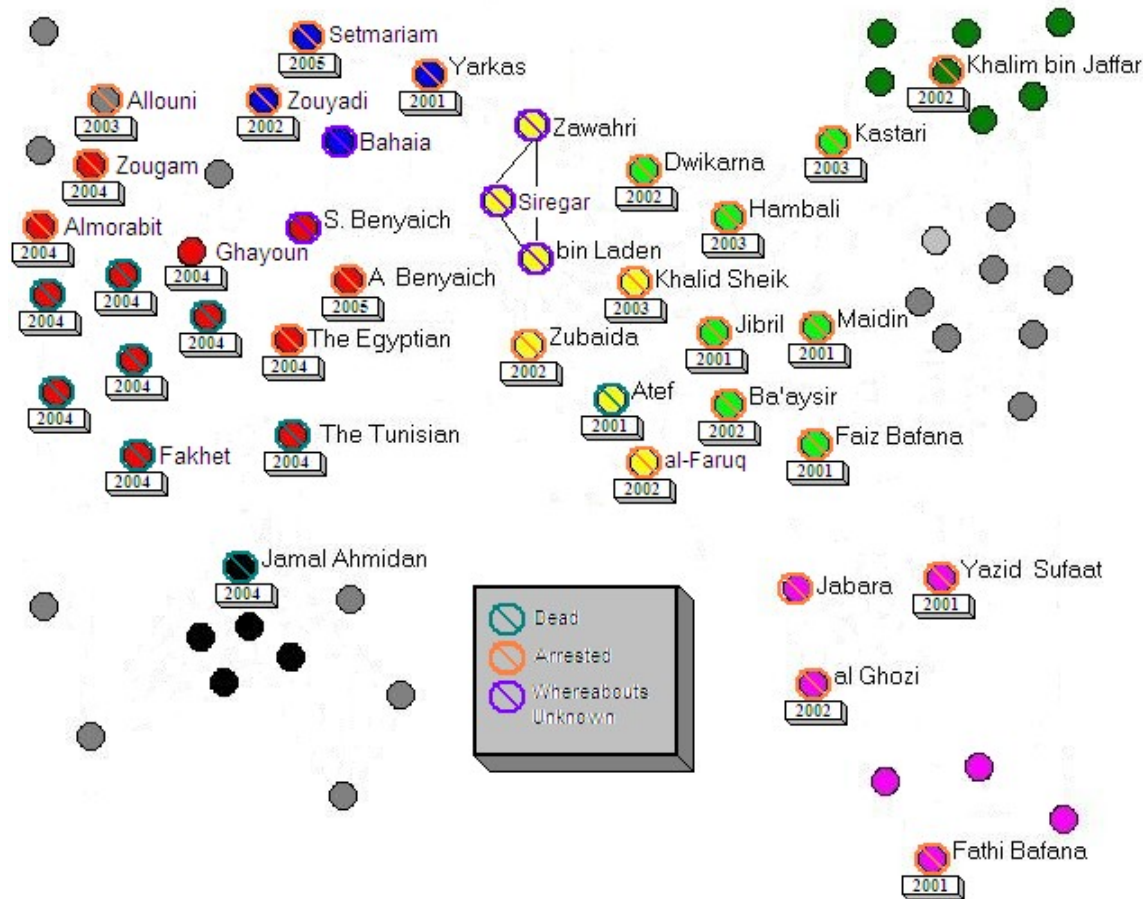 Setmariam
2005
Yarkas
2001
Khalim bin Jaffar
2002
Allouni
2003
Zouyadi
2002
Bahaia
Zawahri
Kastari
2003
Zougam
2004
Dwikarna
2002
Siregar
Hambali
2003
Almorabit
2004
S. Benyaich
Ghayoun
2004
bin Laden
A Benyaich
2005
Khalid Sheik
2003
2004
2004
2004
The Egyptian
2004
Zubaida
2002
Jibril
2001
Maidin
2001
2004
2004
Atef
2001
Ba'aysir
2002
Faiz Bafana
2001
Fakhet
2004
The Tunisian
2004
al-Faruq
2002
Jamal Ahmidan
2004
Jabara
Yazid Sufaat
2001
Dead
Arrested
Whereabouts
Unknown
al Ghozi
2002
Fathi Bafana
2001